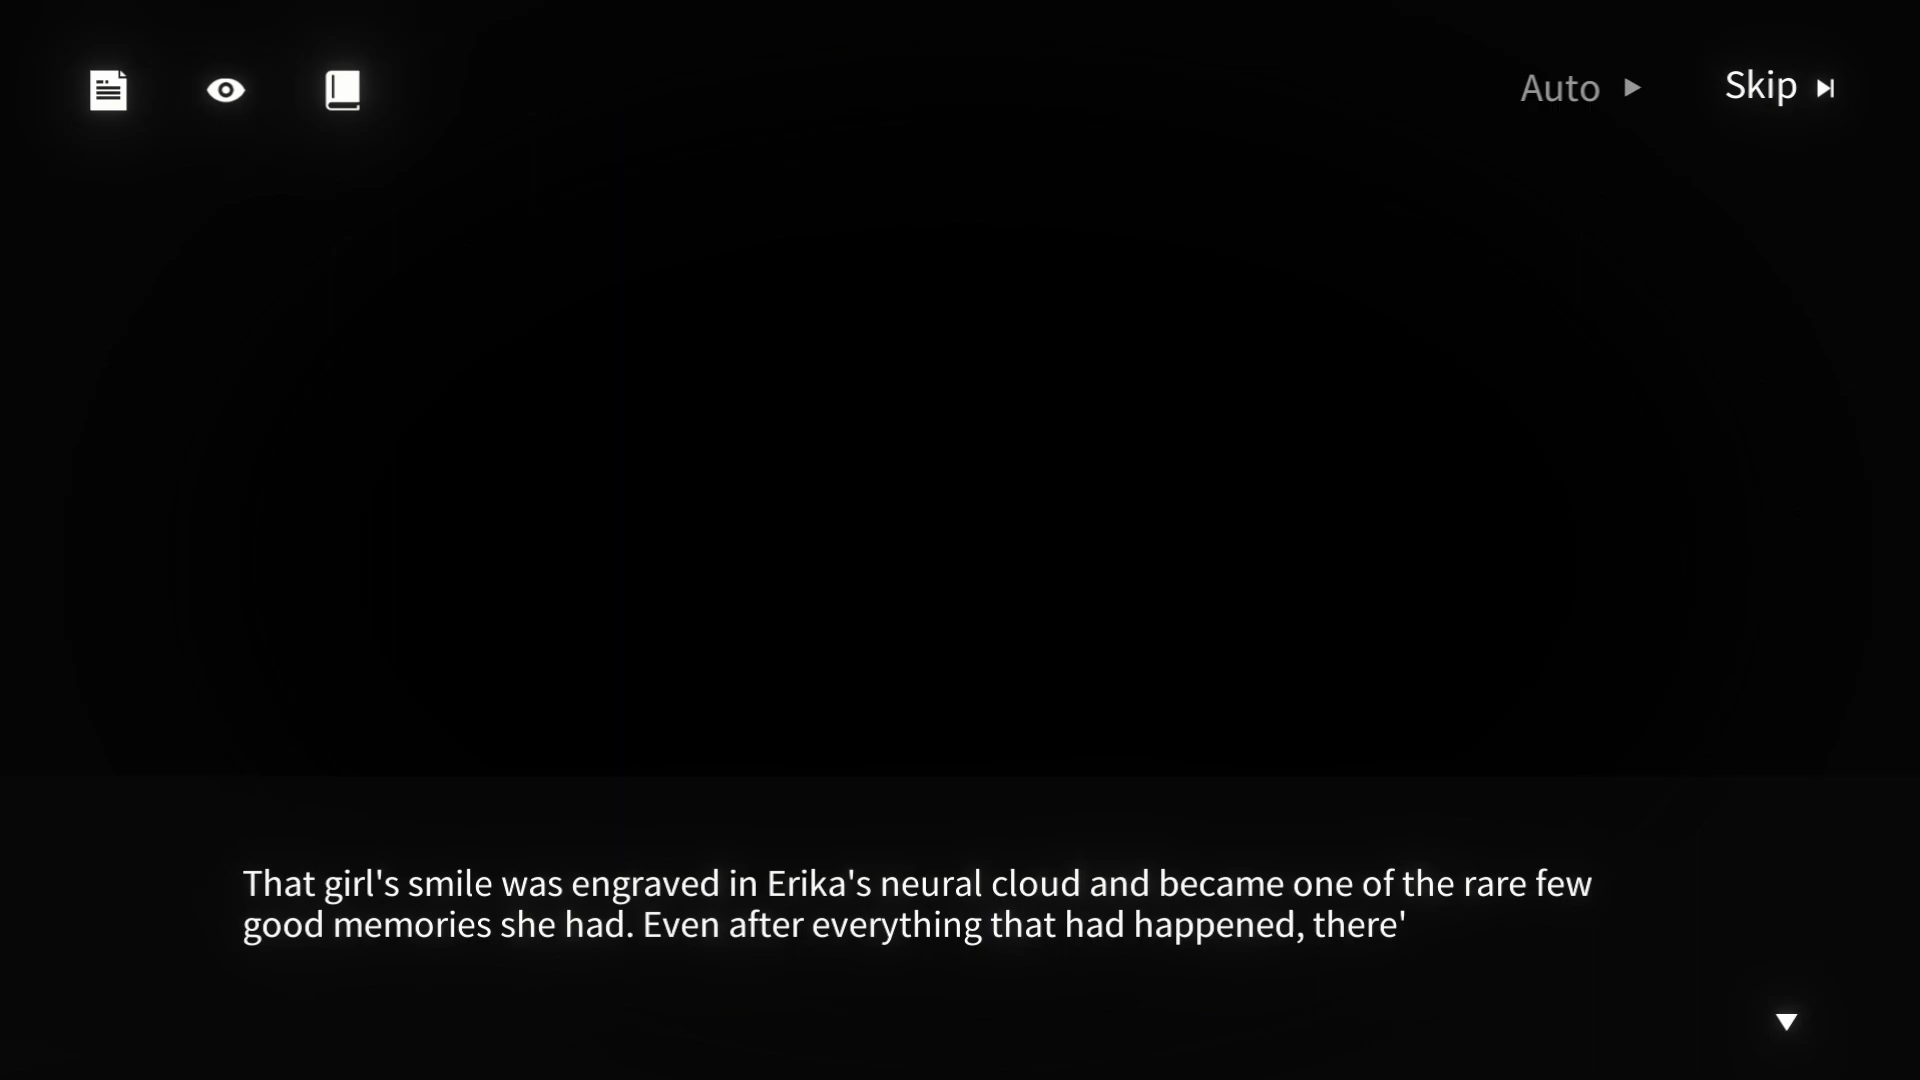 Auto
Skip
That girl's smile was engraved in Erika's neural cloud and became one of the rare few
good memories she had. Even after everything that had happened, there'